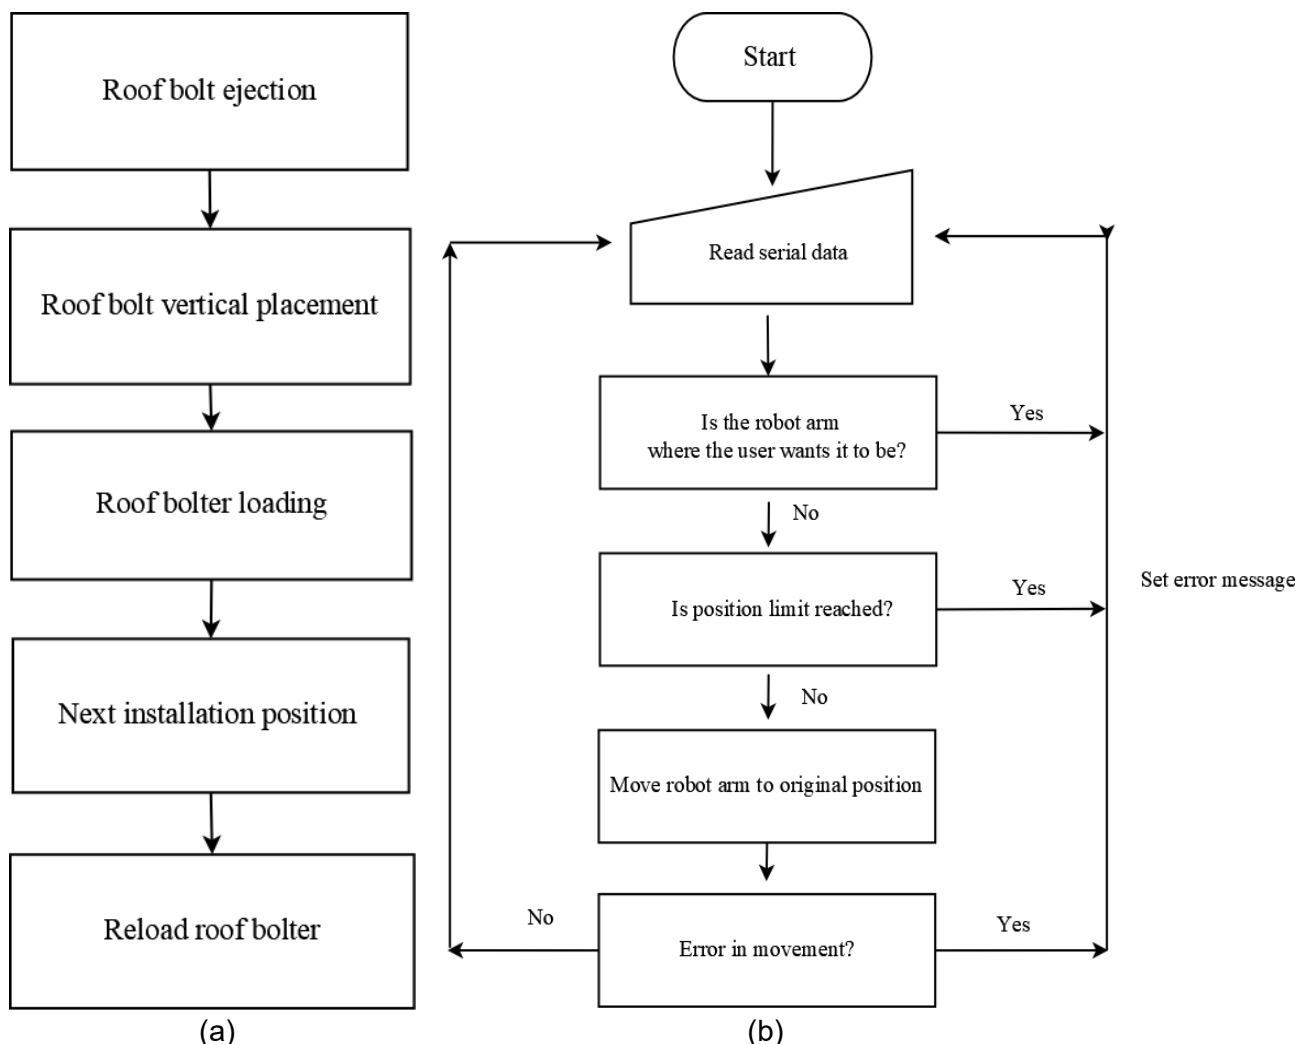 Roof bolt ejection
Roof bolt vertical placement
Roof bolter loading
Next installation position
Reload roof bolter
(a)
Start
Read serial data
Is the robot arm
where the user wants it to be?
Yes
No
Is position limit reached?
Yes
Set error message
No
Move robot arm to original position
Error in movement?
No
Yes
(b)